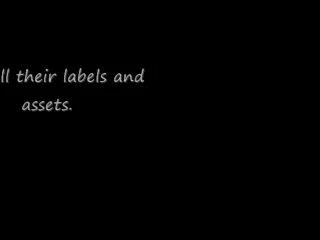 ll their labels and
assets.